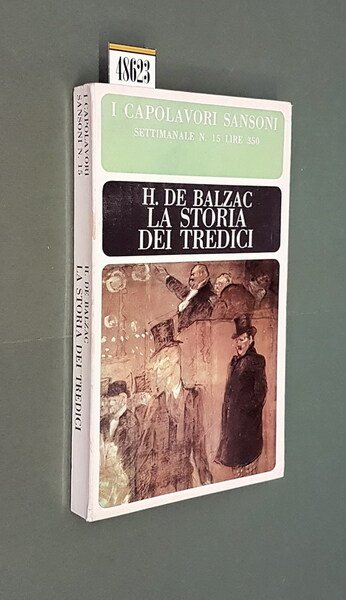 48623
I CAPOLAVORI SANSONI
SETTIMANALE N. 15 LIRE 350
H. DE BALZAC
LA STORIA
DEI TREDICI
I CAPOLAVORI
SANSONI N. 15
H. DE BALZAC
LA STORIA DEI TREDICI